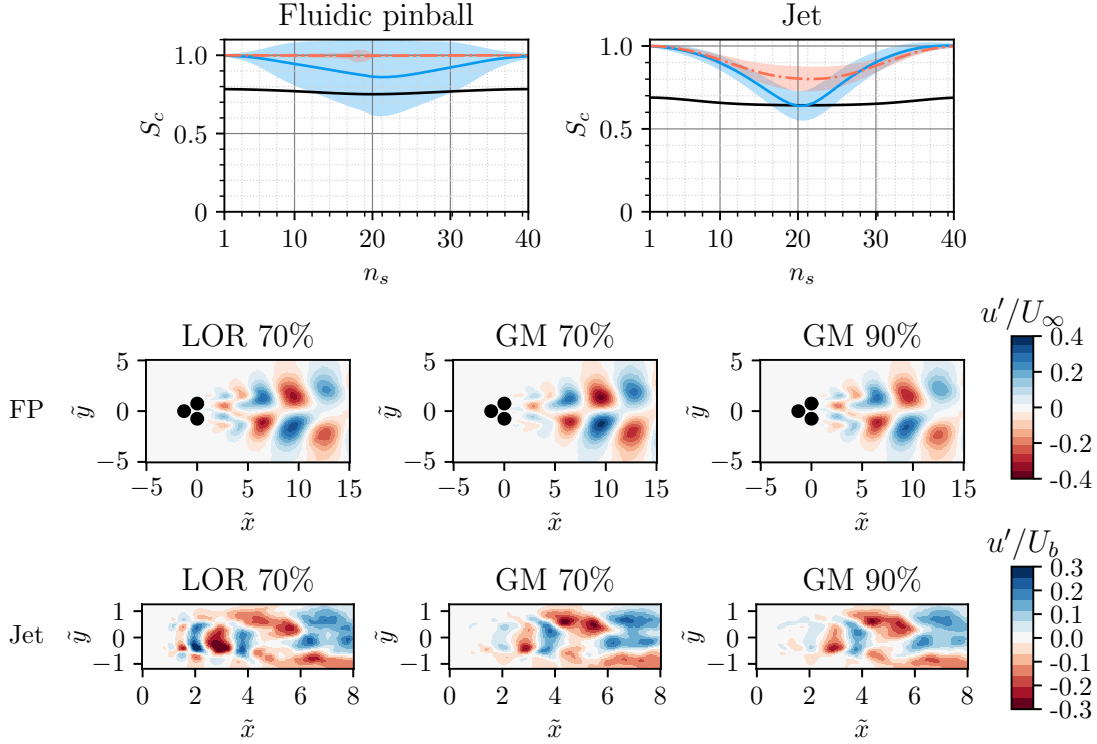 Fluidic pinball Jet
1.0 1.0
S_c 0.5 S_c 0.5
0 0
1 10 20 30 40 1 10 20 30 40
n_s n_s
u′/U_∞
LOR 70% GM 70% GM 90%
FP ỹ 5 0 −5 ỹ 5 0 −5 ỹ 5 0 −5
0.4 0.2 0 -0.2 -0.4
−5 0 5 10 15 −5 0 5 10 15 −5 0 5 10 15
x̃ x̃ x̃
u′/U_b
LOR 70% GM 70% GM 90%
Jet ỹ 1 0 −1 ỹ 1 0 −1 ỹ 1 0 −1
0.3 0.2 0.1 0.0 -0.1 -0.2 -0.3
0 2 4 6 8 0 2 4 6 8 0 2 4 6 8
x̃ x̃ x̃